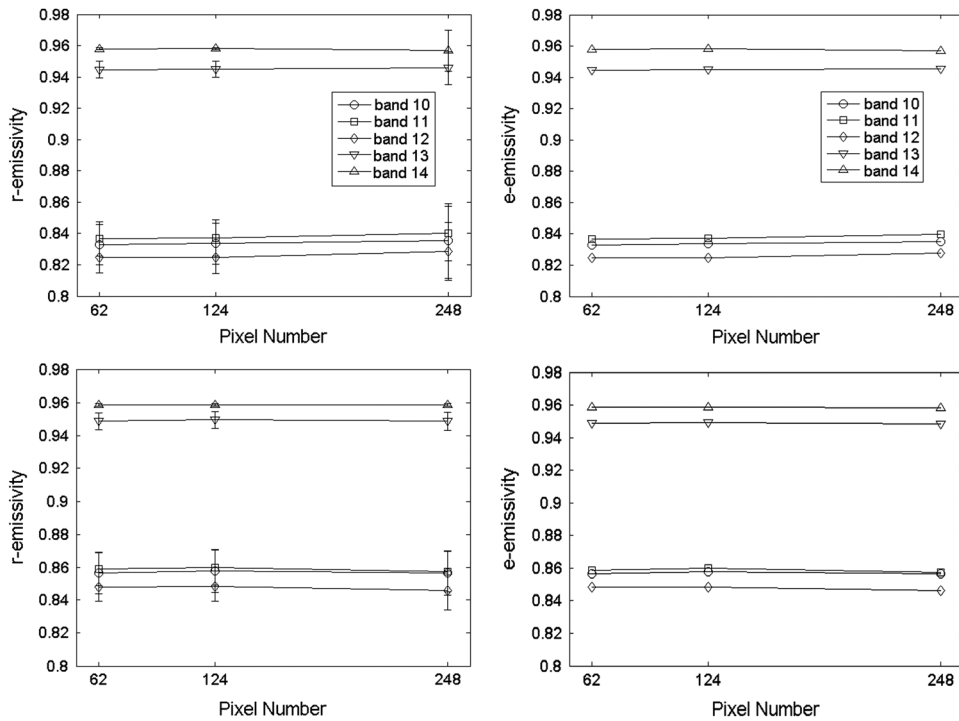 0.98
0.96
0.94
0.92
0.9
0.88
0.86
0.84
0.82
0.8
r-emissivity
band 10
band 11
band 12
band 13
band 14
62
124
248
Pixel Number
0.98
0.96
0.94
0.92
0.9
0.88
0.86
0.84
0.82
0.8
e-emissivity
band 10
band 11
band 12
band 13
band 14
62
124
248
Pixel Number
0.98
0.96
0.94
0.92
0.9
0.88
0.86
0.84
0.82
0.8
r-emissivity
62
124
248
Pixel Number
0.98
0.96
0.94
0.92
0.9
0.88
0.86
0.84
0.82
0.8
e-emissivity
62
124
248
Pixel Number